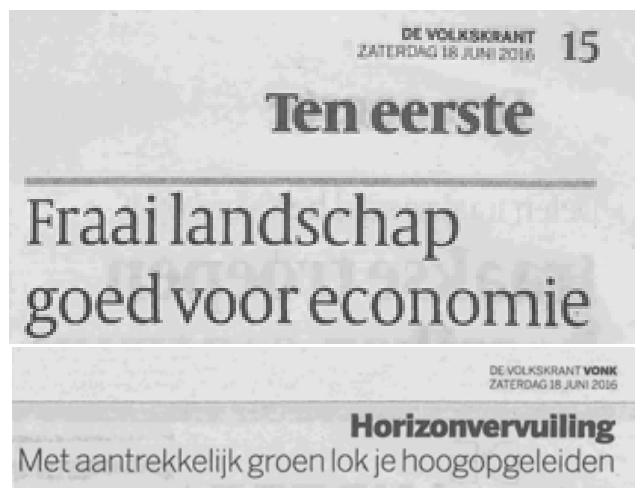 DE VOLKSKRANT
ZATERDAG 18 JUNI 2016 15
Ten eerste
Fraai landschap
goed voor economie
DE VOLKSKRANT VONK
ZATERDAG 18 JUNI 2016
Horizonvervuiling
Met aantrekkelijk groen lok je hoogopgeleiden